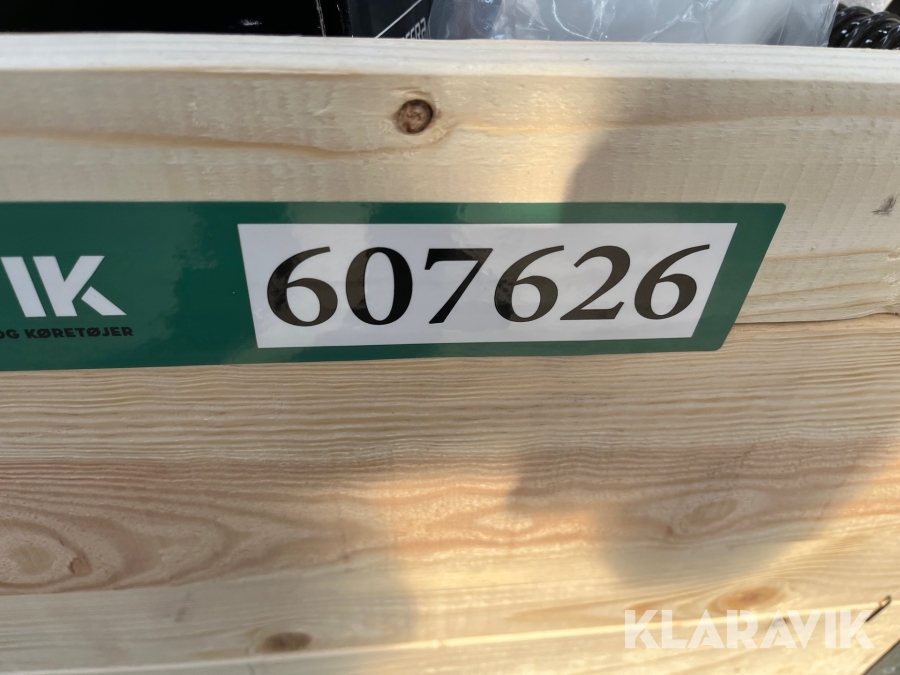 IK
OG KØRETØJER
607626
KLARAVIK